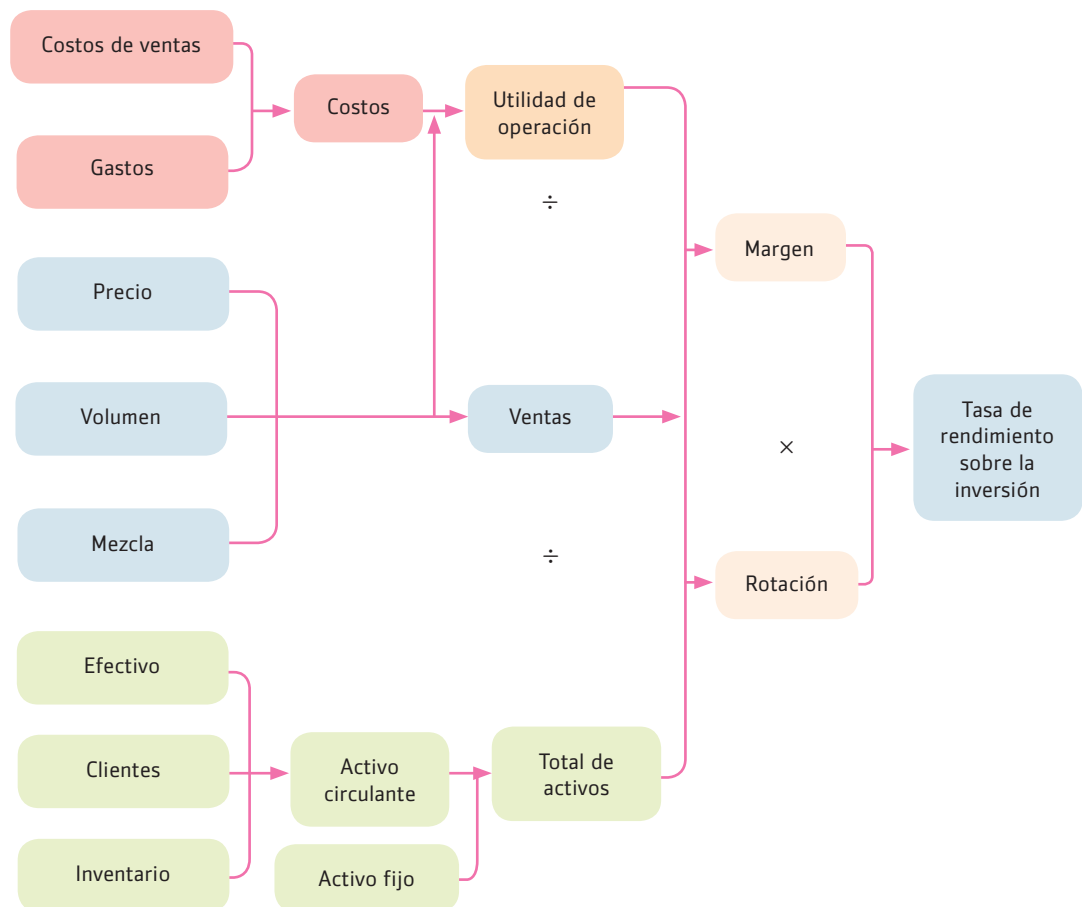 Costos de ventas
Gastos
Costos
Utilidad de
operación
÷
Precio
Volumen
Mezcla
Ventas
÷
Efectivo
Clientes
Inventario
Activo
circulante
Activo fijo
Total de
activos
Margen
×
Rotación
Tasa de
rendimiento
sobre la
inversión